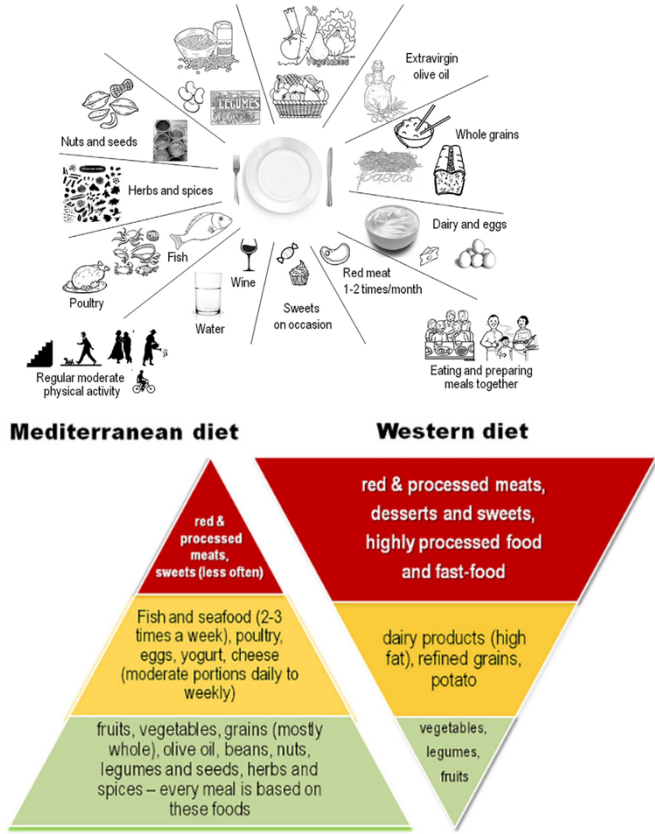 Vegetables
LEGUMES
Extravirgin
olive oil
Nuts and seeds
Whole grains
pasta
Herbs and spices
Dairy and eggs
Fish
Poultry
Wine
Water
Sweets
on occasion
Red meat
1-2 times/month
Regular moderate
physical activity
Eating and preparing
meals together
Mediterranean diet
Western diet
red &
processed
meats,
sweets (less often)
Fish and seafood (2-3
times a week), poultry,
eggs, yogurt, cheese
(moderate portions daily to
weekly)
fruits, vegetables, grains (mostly
whole), olive oil, beans, nuts,
legumes and seeds, herbs and
spices – every meal is based on
these foods
red & processed meats,
desserts and sweets,
highly processed food
and fast-food
dairy products (high
fat), refined grains,
potato
vegetables,
legumes,
fruits